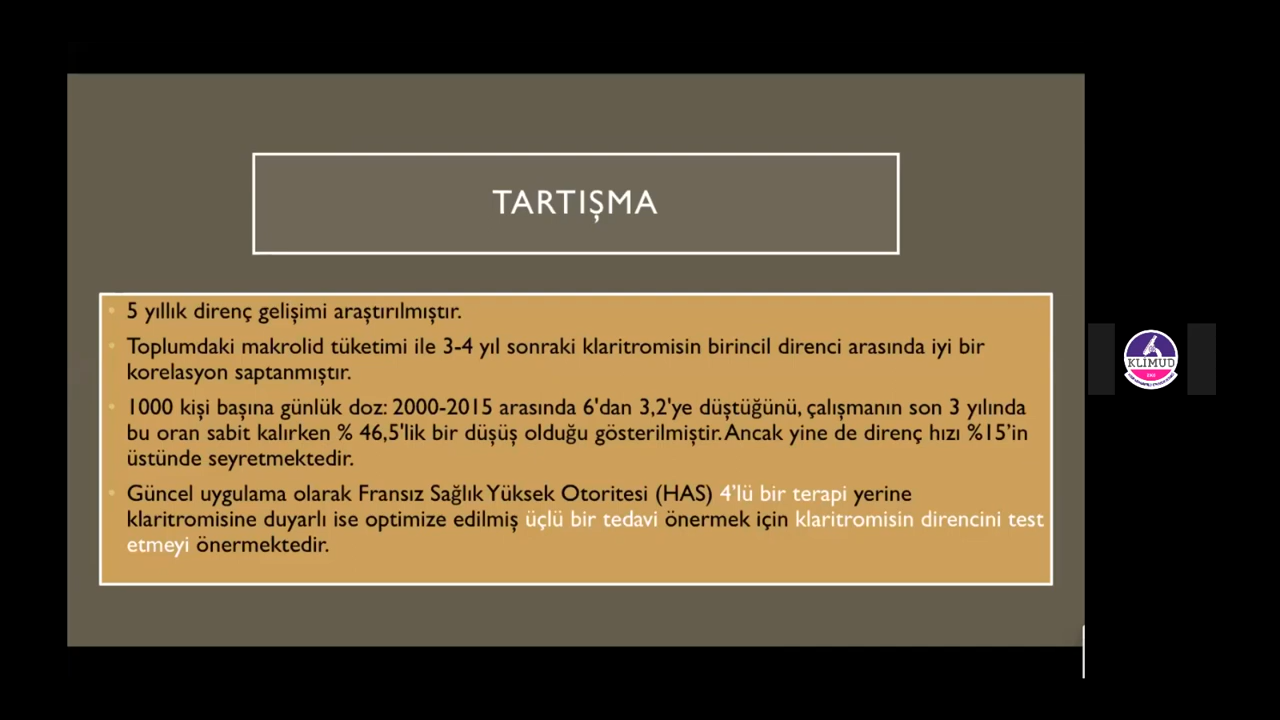 TARTIŞMA
5 yıllık direnç gelişimi araştırılmıştır.
Toplumdaki makrolid tüketimi ile 3-4 yıl sonraki klaritromisin birincil direnci arasında iyi bir
korelasyon saptanmıştır.
1000 kişi başına günlük doz: 2000-2015 arasında 6'dan 3,2'ye düştüğünü, çalışmanın son 3 yılında
bu oran sabit kalırken % 46,5'lik bir düşüş olduğu gösterilmiştir. Ancak yine de direnç hızı %15’in
üstünde seyretmektedir.
Güncel uygulama olarak Fransız Sağlık Yüksek Otoritesi (HAS) 4’lü bir terapi yerine
klaritromisine duyarlı ise optimize edilmiş üçlü bir tedavi önermek için klaritromisin direncini test
etmeyi önermektedir.
KLIMUD